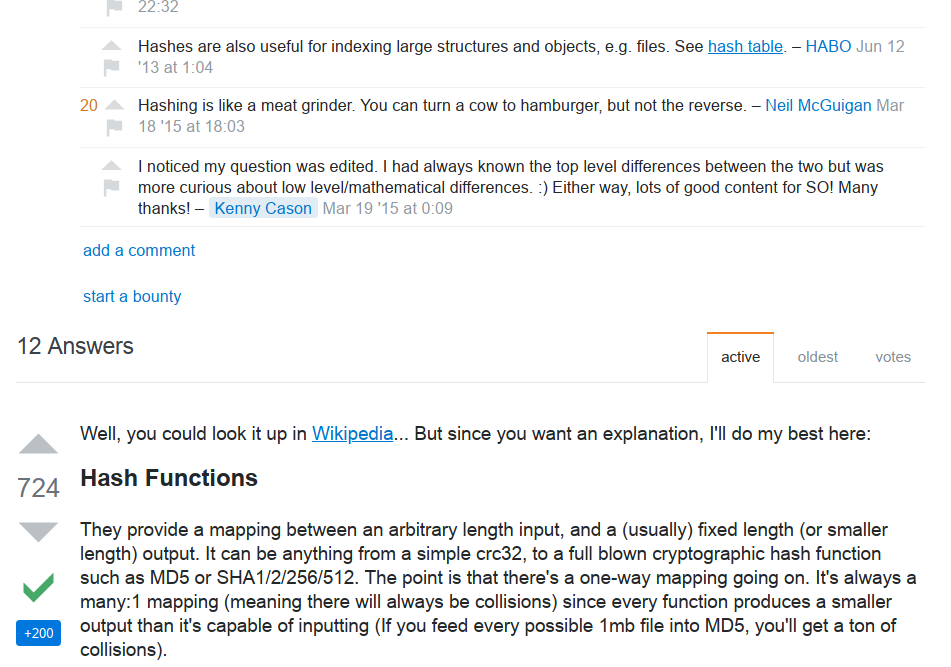 22:32
Hashes are also useful for indexing large structures and objects, e.g. files. See hash table. – HABO Jun 12
'13 at 1:04
20 Hashing is like a meat grinder. You can turn a cow to hamburger, but not the reverse. – Neil McGuigan Mar
18 '15 at 18:03
I noticed my question was edited. I had always known the top level differences between the two but was
more curious about low level/mathematical differences. :) Either way, lots of good content for SO! Many
thanks! – Kenny Cason Mar 19 '15 at 0:09
add a comment
start a bounty
12 Answers
active oldest votes
Well, you could look it up in Wikipedia... But since you want an explanation, I'll do my best here:
724
Hash Functions
They provide a mapping between an arbitrary length input, and a (usually) fixed length (or smaller
length) output. It can be anything from a simple crc32, to a full blown cryptographic hash function
such as MD5 or SHA1/2/256/512. The point is that there's a one-way mapping going on. It's always a
many:1 mapping (meaning there will always be collisions) since every function produces a smaller
output than it's capable of inputting (If you feed every possible 1mb file into MD5, you'll get a ton of
collisions).
+200